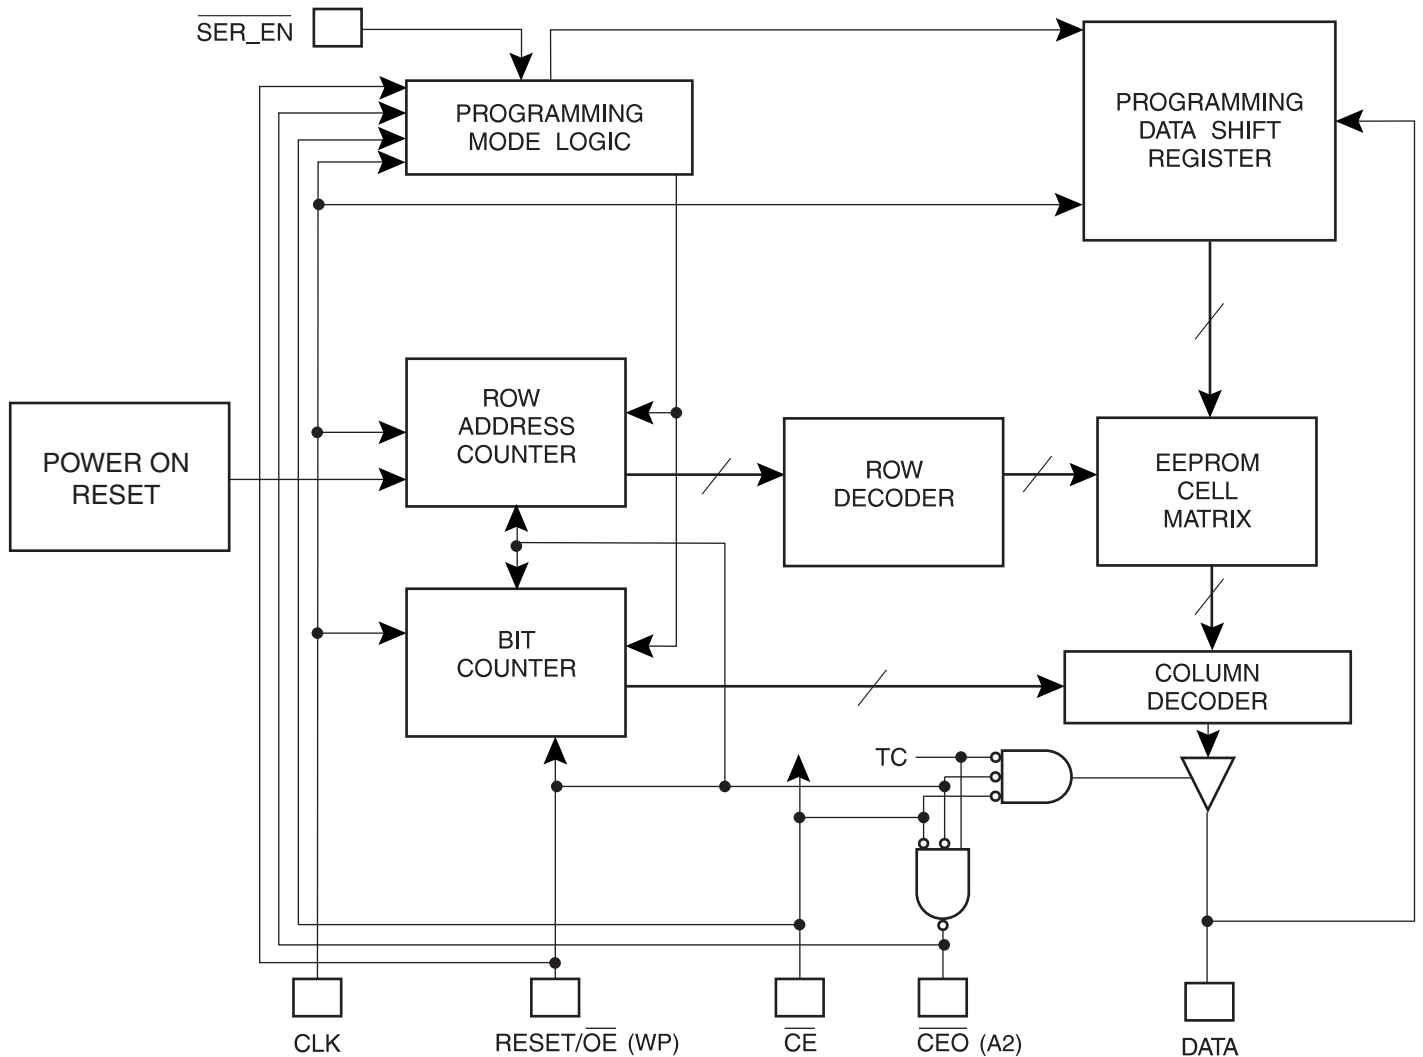 SER_EN
PROGRAMMING
MODE LOGIC
PROGRAMMING
DATA SHIFT
REGISTER
POWER ON
RESET
ROW
ADDRESS
COUNTER
ROW
DECODER
EEPROM
CELL
MATRIX
BIT
COUNTER
COLUMN
DECODER
TC
CLK
RESET/OE (WP)
CE
CEO (A2)
DATA